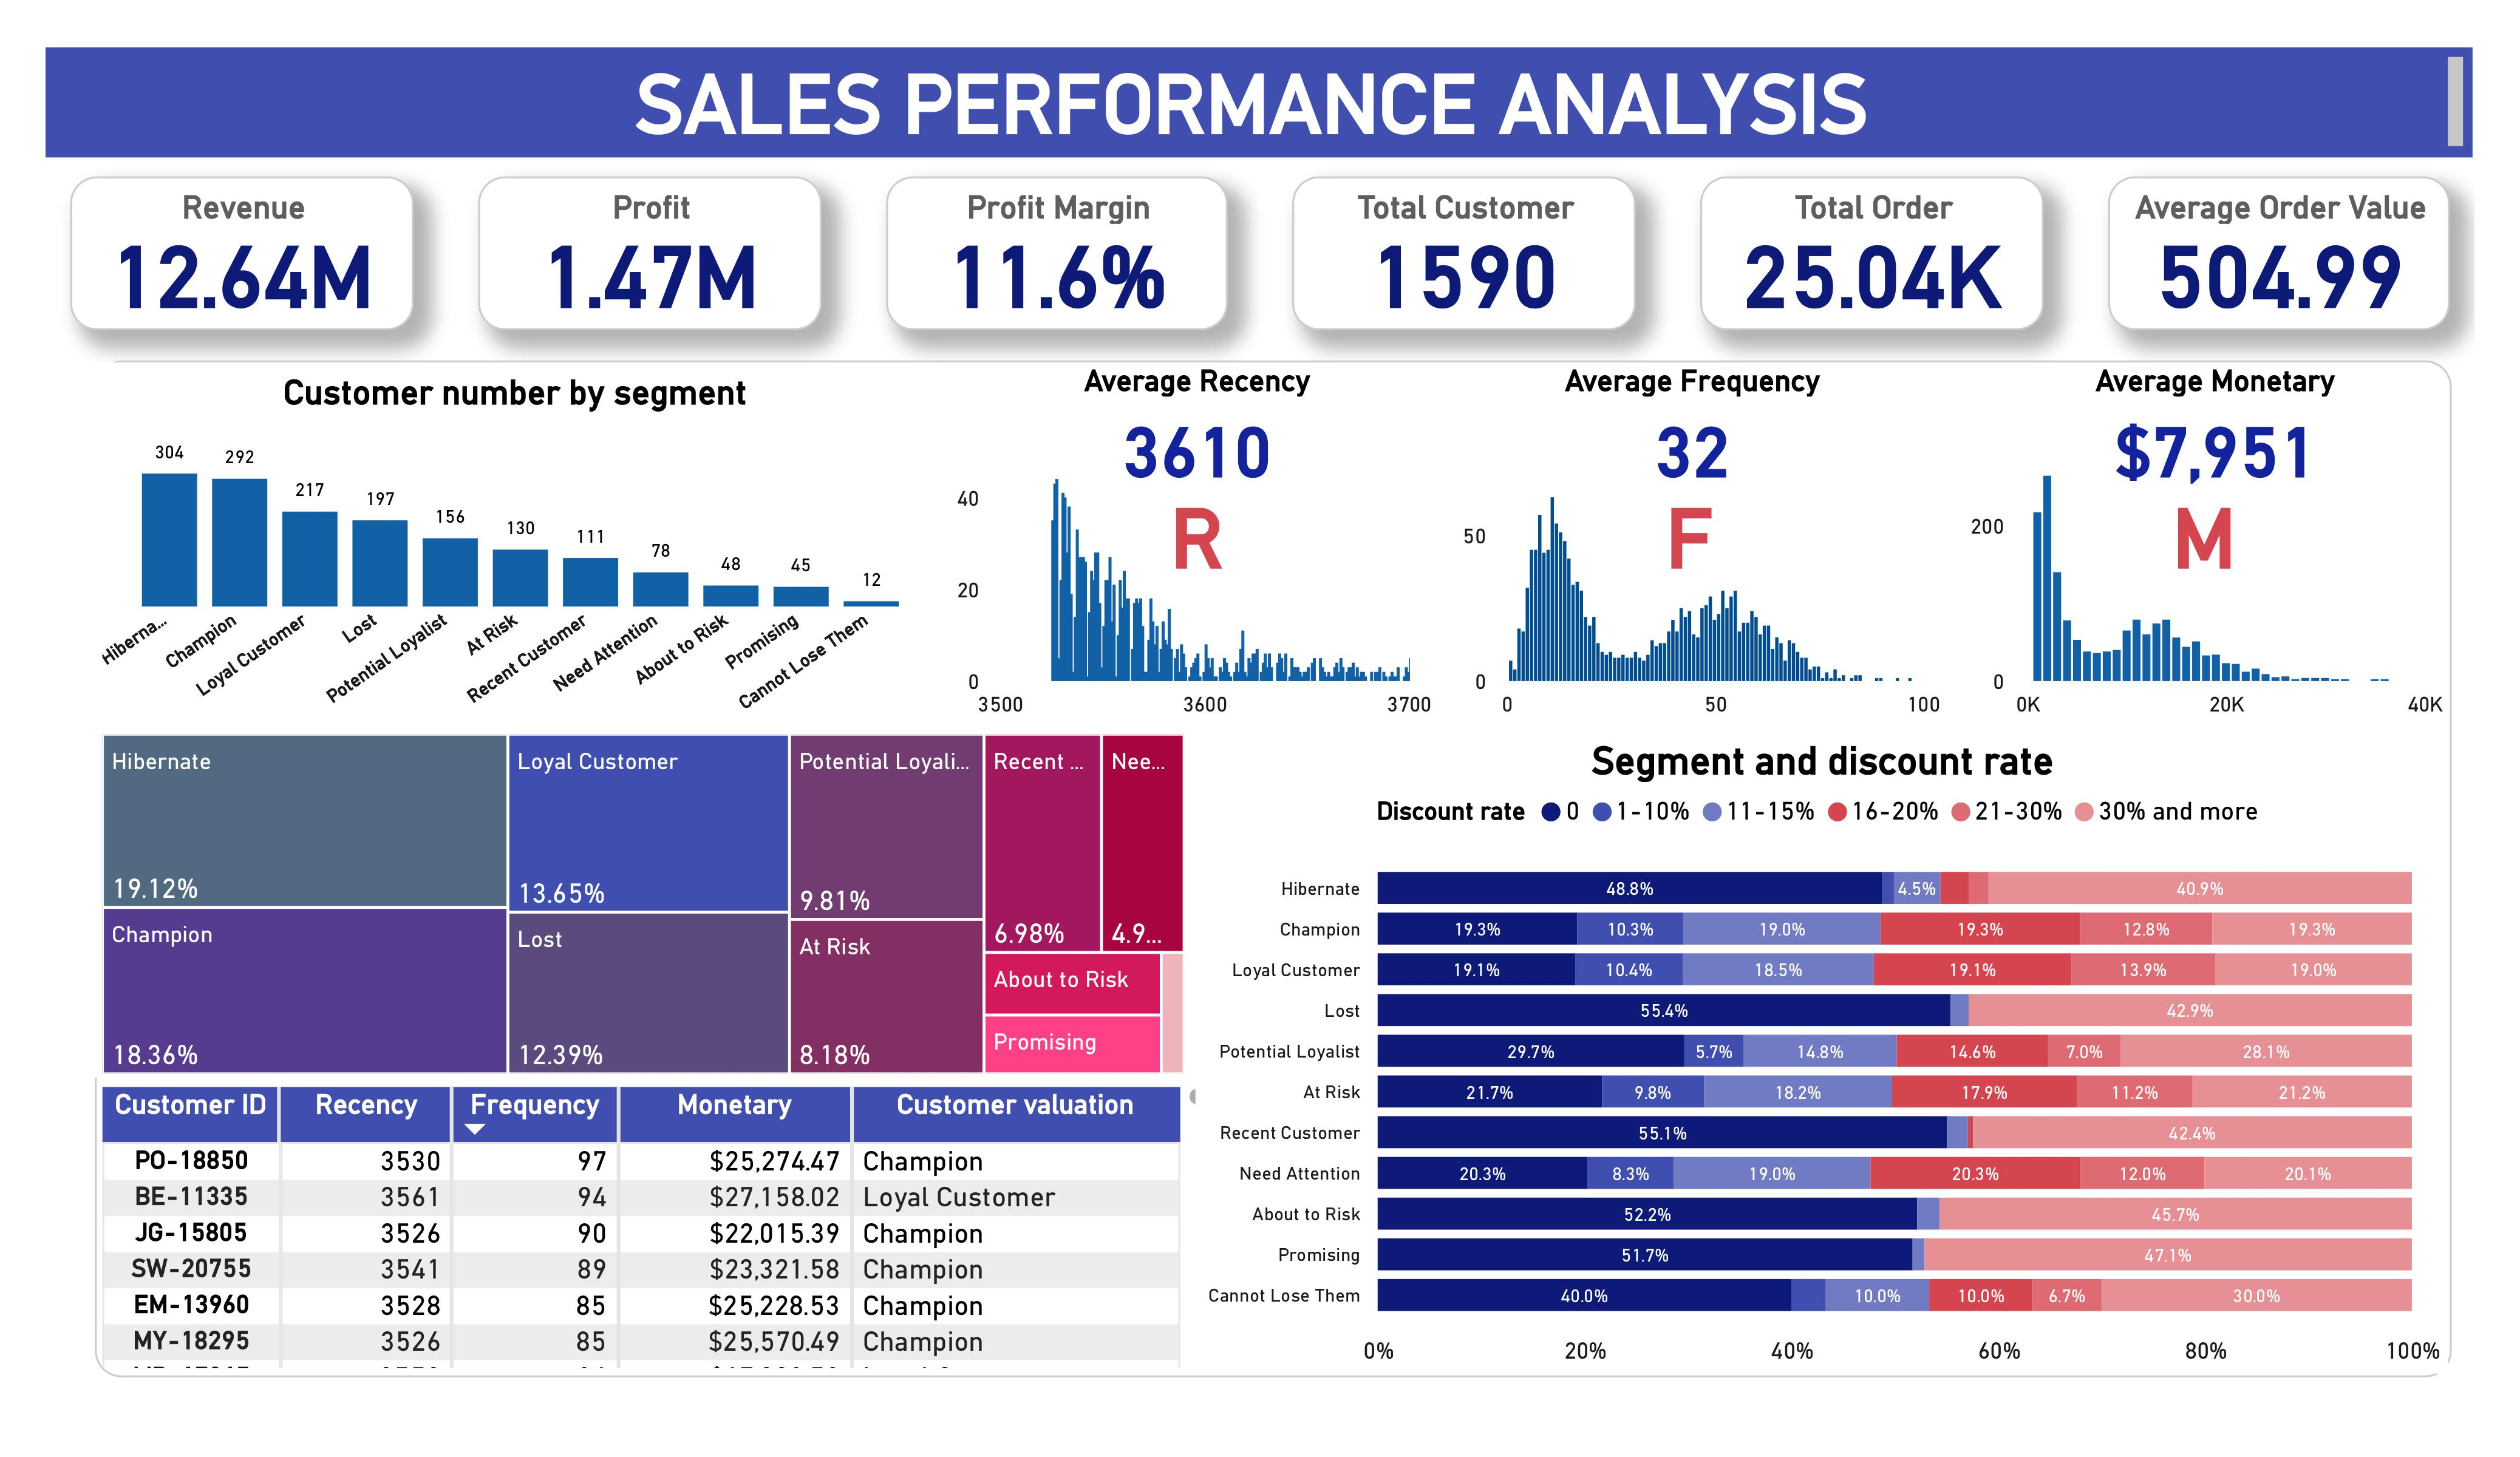 SALES PERFORMANCE ANALYSIS
Revenue
12.64M
Profit
1.47M
Profit Margin
11.6%
Total Customer
1590
Total Order
25.04K
Average Order Value
504.99
Customer number by segment
304
292
217
197
156
130
111
78
48
45
12
Hiberna...
Champion
Loyal Customer
Lost
Potential Loyalist
At Risk
Recent Customer
Need Attention
About to Risk
Promising
Cannot Lose Them
Average Recency
3610
R
40
20
0
3500 3600 3700
Average Frequency
32
F
50
0
0 50 100
Average Monetary
$7,951
M
200
0
0K 20K 40K
Hibernate
19.12%
Champion
18.36%
Loyal Customer
13.65%
Lost
12.39%
Potential Loyali...
9.81%
At Risk
8.18%
Recent ...
6.98%
Nee...
4.9...
About to Risk
Promising
Customer ID Recency Frequency Monetary Customer valuation
PO-18850 3530 97 $25,274.47 Champion
BE-11335 3561 94 $27,158.02 Loyal Customer
JG-15805 3526 90 $22,015.39 Champion
SW-20755 3541 89 $23,321.58 Champion
EM-13960 3528 85 $25,228.53 Champion
MY-18295 3526 85 $25,570.49 Champion
Segment and discount rate
Discount rate 0 1-10% 11-15% 16-20% 21-30% 30% and more
Hibernate 48.8% 4.5% 40.9%
Champion 19.3% 10.3% 19.0% 19.3% 12.8% 19.3%
Loyal Customer 19.1% 10.4% 18.5% 19.1% 13.9% 19.0%
Lost 55.4% 42.9%
Potential Loyalist 29.7% 5.7% 14.8% 14.6% 7.0% 28.1%
At Risk 21.7% 9.8% 18.2% 17.9% 11.2% 21.2%
Recent Customer 55.1% 42.4%
Need Attention 20.3% 8.3% 19.0% 20.3% 12.0% 20.1%
About to Risk 52.2% 45.7%
Promising 51.7% 47.1%
Cannot Lose Them 40.0% 10.0% 10.0% 6.7% 30.0%
0% 20% 40% 60% 80% 100%